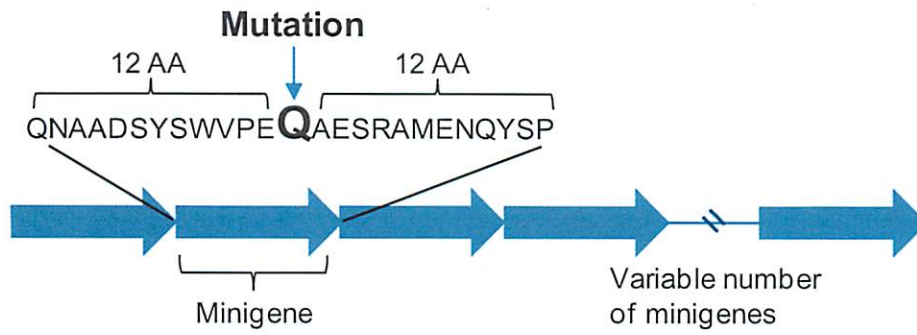 Mutation
12 AA 12 AA
QNAADSYSWVPEQAESRAMENQYSP
Minigene
Variable number
of minigenes